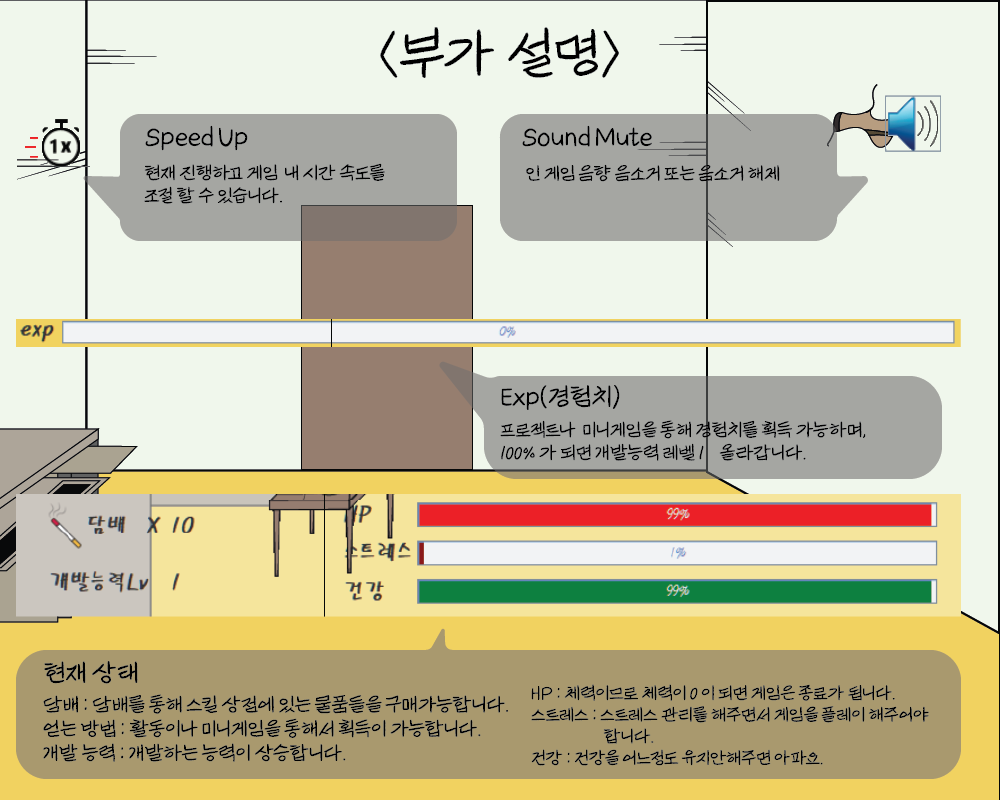 <부가 설명>
1x
Speed Up
현재 진행하고 게임 내 시간 속도를
조절 할 수 있습니다.
Sound Mute
인 게임 음향 음소거 또는 음소거 해제
exp
0%
Exp(경험치)
프로젝트나 미니게임을 통해 경험치를 획득 가능하며,
100% 가 되면 개발능력 레벨 1 올라갑니다.
담배 X 10
개발능력Lv 1
HP 99%
스트레스 1%
건강 99%
현재 상태
담배 : 담배를 통해 스킬 상점에 있는 물품들을 구매가능합니다.
얻는 방법 : 활동이나 미니게임을 통해서 획득이 가능합니다.
개발 능력 : 개발하는 능력이 상승합니다.
HP : 체력이므로 체력이 0 이 되면 게임은 종료가 됩니다.
스트레스 : 스트레스 관리를 해주면서 게임을 플레이 해주어야
합니다.
건강 : 건강을 어느정도 유지안해주면 아파요.